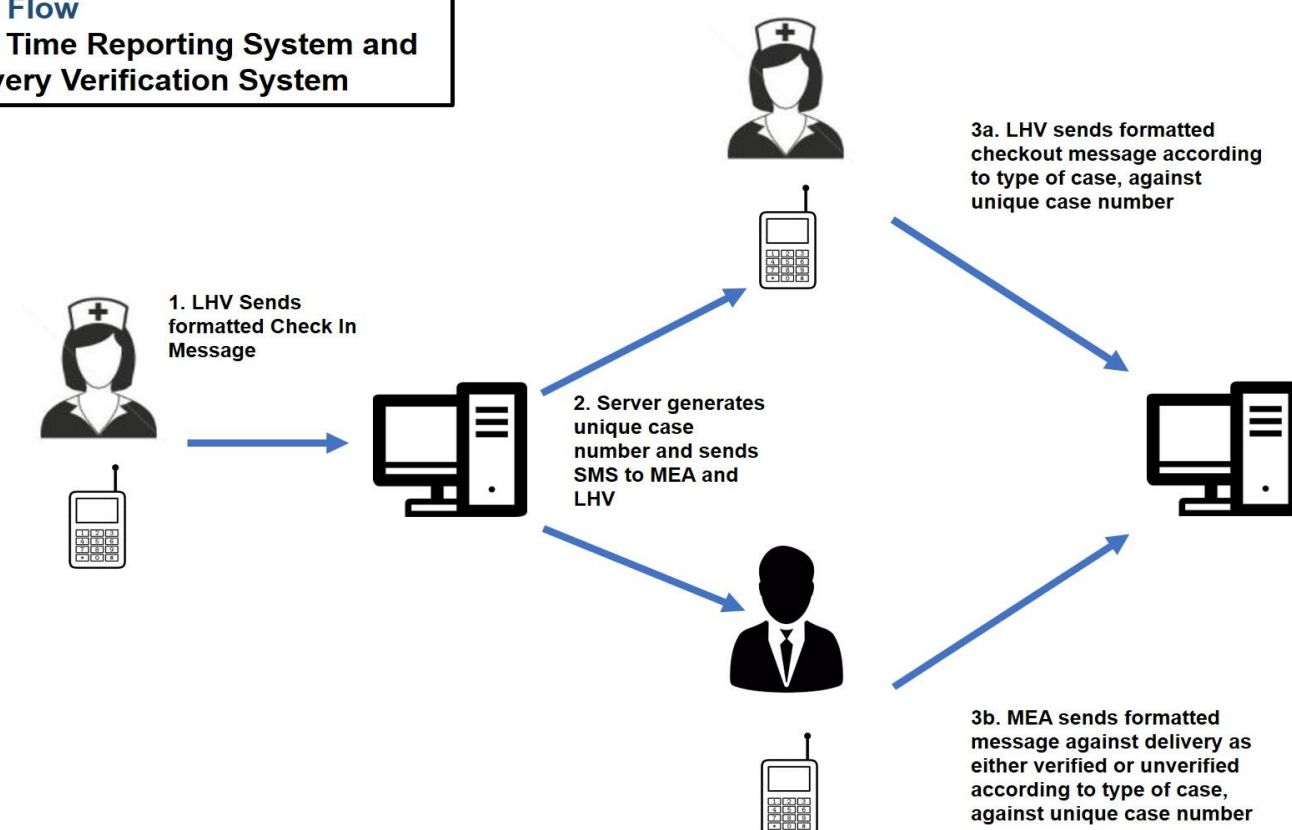 Flow
Time Reporting System and
very Verification System
1. LHV Sends
formatted Check In
Message
2. Server generates
unique case
number and sends
SMS to MEA and
LHV
3a. LHV sends formatted
checkout message according
to type of case, against
unique case number
3b. MEA sends formatted
message against delivery as
either verified or unverified
according to type of case,
against unique case number